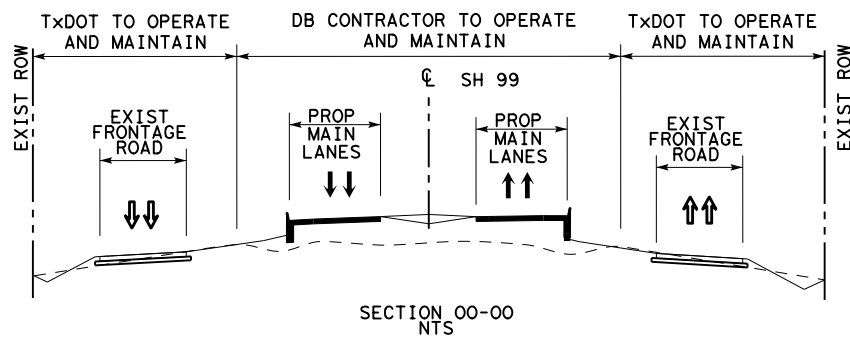 TxDOT TO OPERATE
AND MAINTAIN
DB CONTRACTOR TO OPERATE
AND MAINTAIN
TxDOT TO OPERATE
AND MAINTAIN
EXIST ROW
EXIST ROW
℄ SH 99
EXIST
FRONTAGE
ROAD
PROP
MAIN
LANES
PROP
MAIN
LANES
EXIST
FRONTAGE
ROAD
SECTION 00-00
NTS